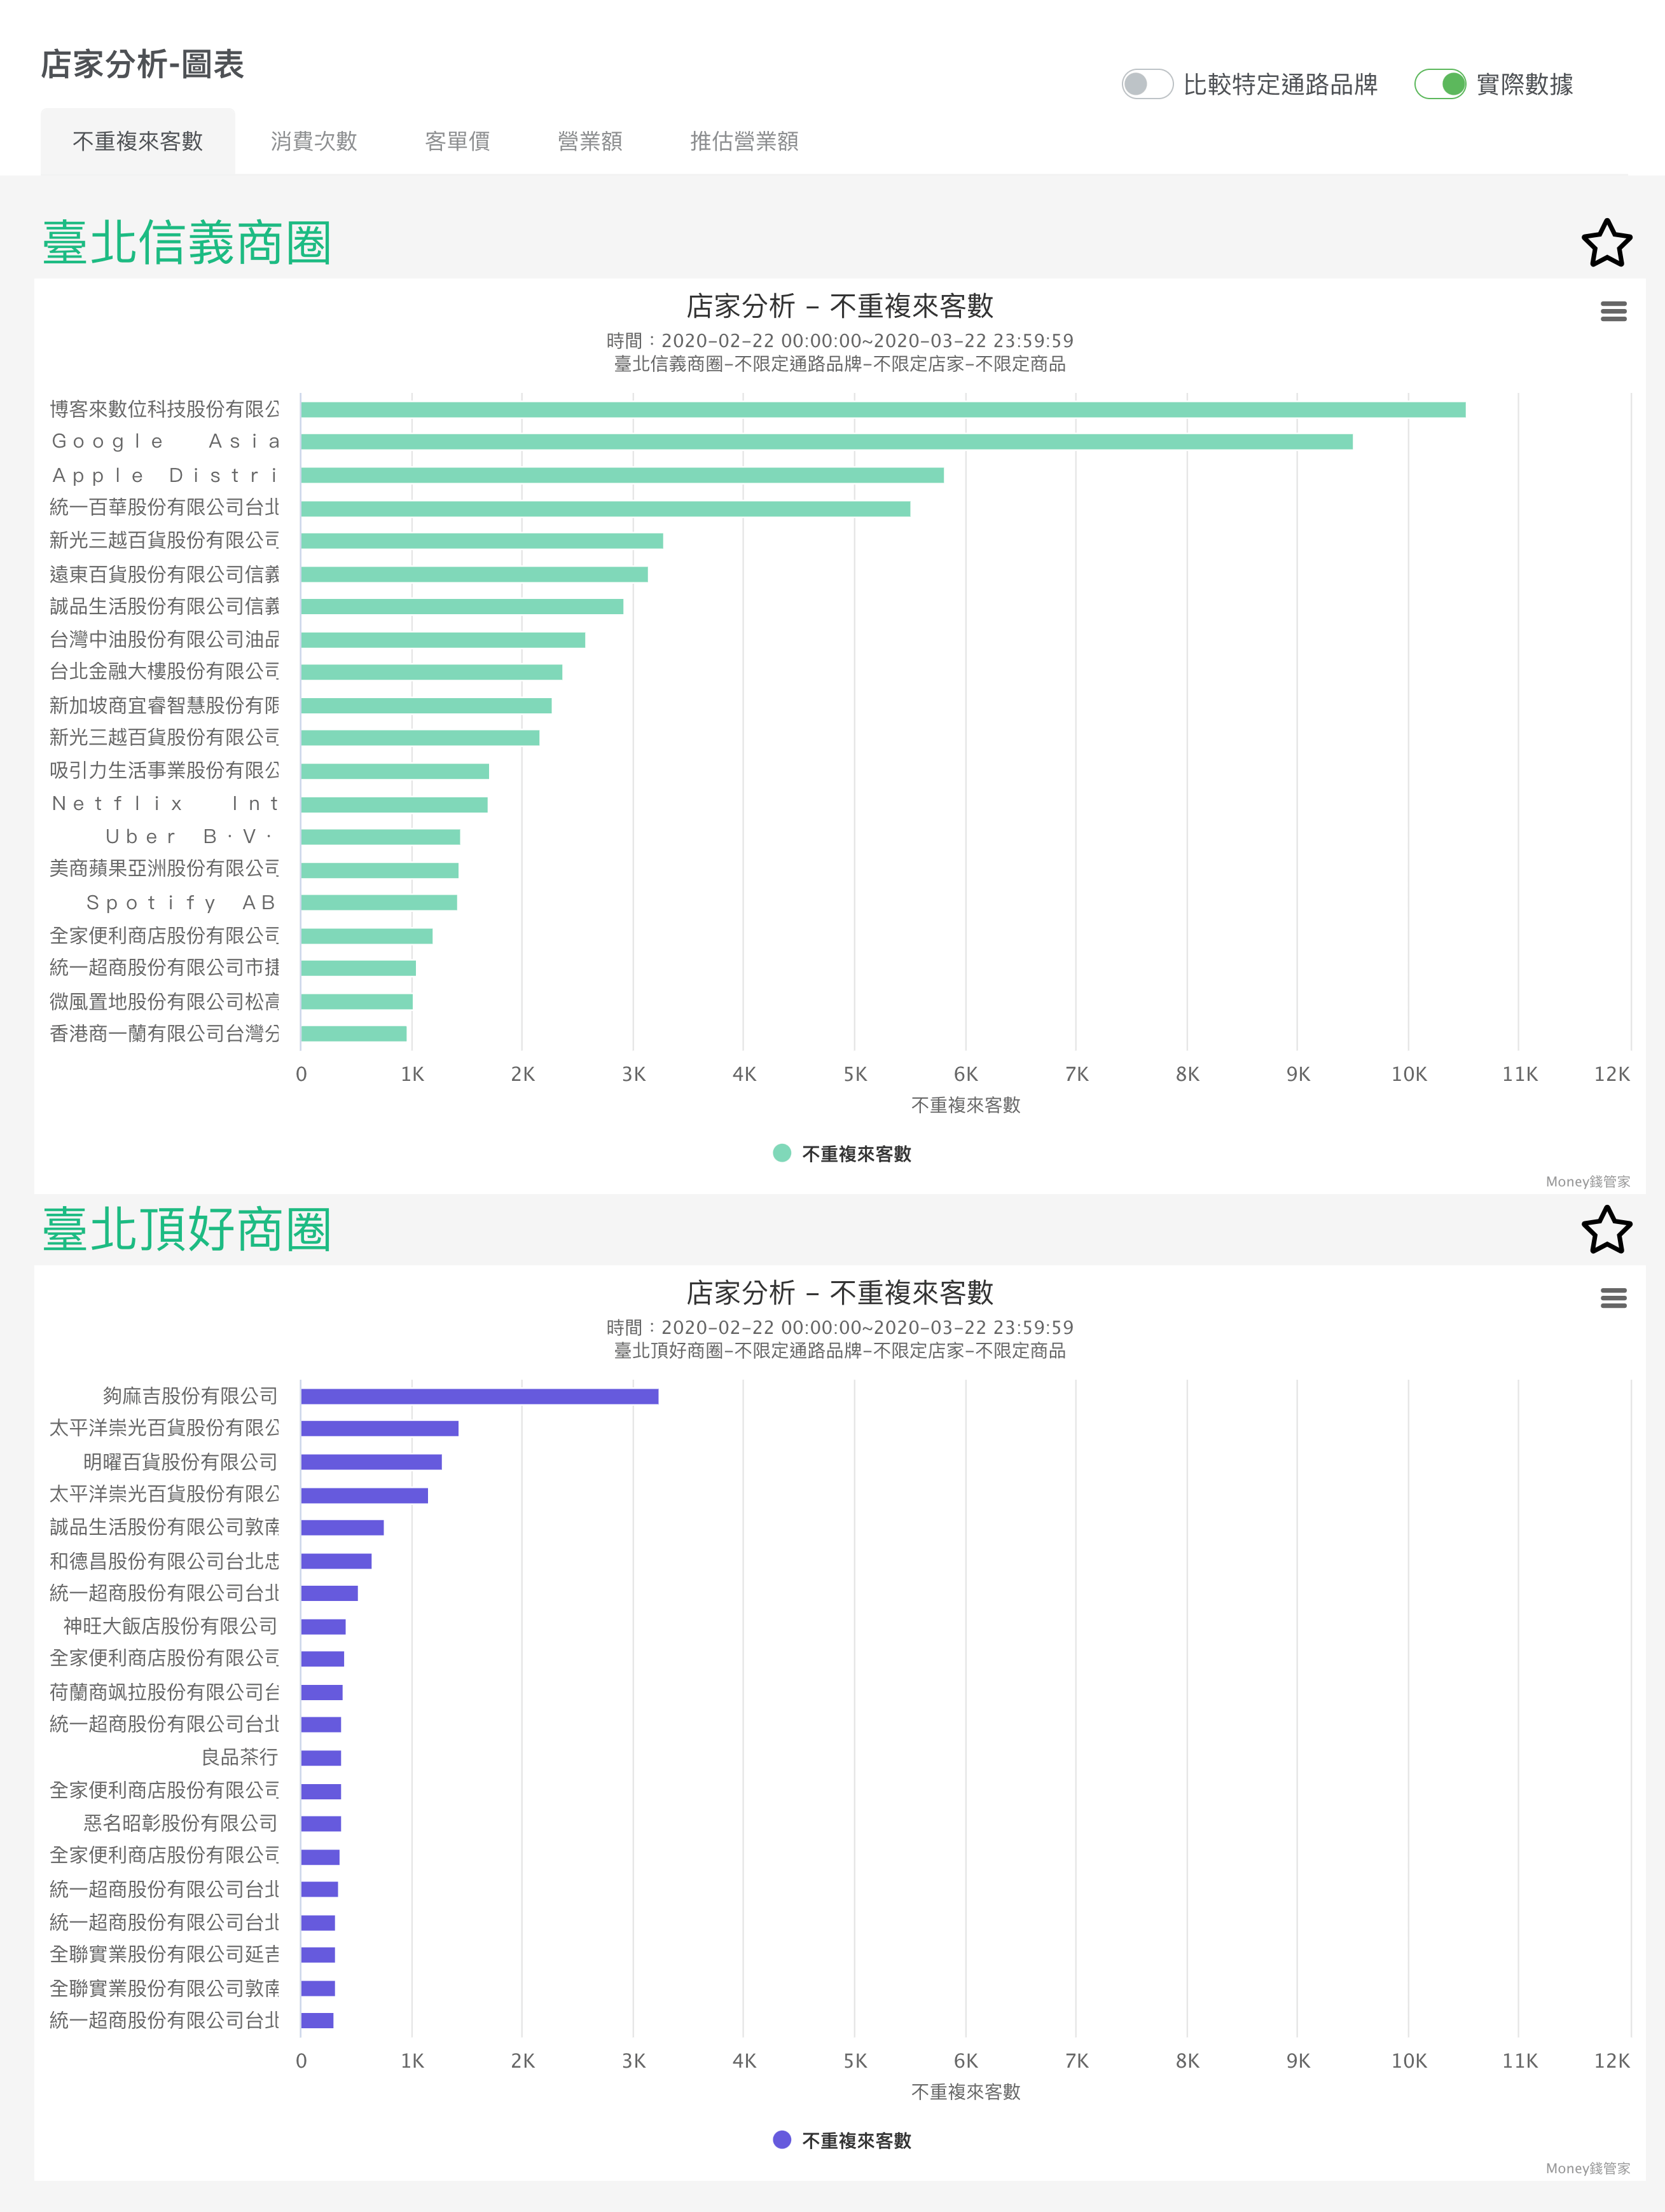 店家分析-圖表
比較特定通路品牌
實際數據
不重複來客數 消費次數 客單價 營業額 推估營業額
臺北信義商圈
店家分析 – 不重複來客數
時間：2020-02-22 00:00:00~2020-03-22 23:59:59
臺北信義商圈-不限定通路品牌-不限定店家-不限定商品
博客來數位科技股份有限公
Ｇｏｏｇｌｅ　Ａｓｉａ
Ａｐｐｌｅ　Ｄｉｓｔｒｉ
統一百華股份有限公司台北
新光三越百貨股份有限公司
遠東百貨股份有限公司信義
誠品生活股份有限公司信義
台灣中油股份有限公司油品
台北金融大樓股份有限公司
新加坡商宜睿智慧股份有限
新光三越百貨股份有限公司
吸引力生活事業股份有限公
Ｎｅｔｆｌｉｘ　Ｉｎｔ
Ｕｂｅｒ　Ｂ．Ｖ．
美商蘋果亞洲股份有限公司
Ｓｐｏｔｉｆｙ　ＡＢ
全家便利商店股份有限公司
統一超商股份有限公司市捷
微風置地股份有限公司松高
香港商一蘭有限公司台灣分
0 1K 2K 3K 4K 5K 6K 7K 8K 9K 10K 11K 12K
不重複來客數
不重複來客數
Money錢管家
臺北頂好商圈
店家分析 – 不重複來客數
時間：2020-02-22 00:00:00~2020-03-22 23:59:59
臺北頂好商圈-不限定通路品牌-不限定店家-不限定商品
夠麻吉股份有限公司
太平洋崇光百貨股份有限公
明曜百貨股份有限公司
太平洋崇光百貨股份有限公
誠品生活股份有限公司敦南
和德昌股份有限公司台北忠
統一超商股份有限公司台北
神旺大飯店股份有限公司
全家便利商店股份有限公司
荷蘭商飒拉股份有限公司台
統一超商股份有限公司台北
良品茶行
全家便利商店股份有限公司
惡名昭彰股份有限公司
全家便利商店股份有限公司
統一超商股份有限公司台北
統一超商股份有限公司台北
全聯實業股份有限公司延吉
全聯實業股份有限公司敦南
統一超商股份有限公司台北
0 1K 2K 3K 4K 5K 6K 7K 8K 9K 10K 11K 12K
不重複來客數
不重複來客數
Money錢管家